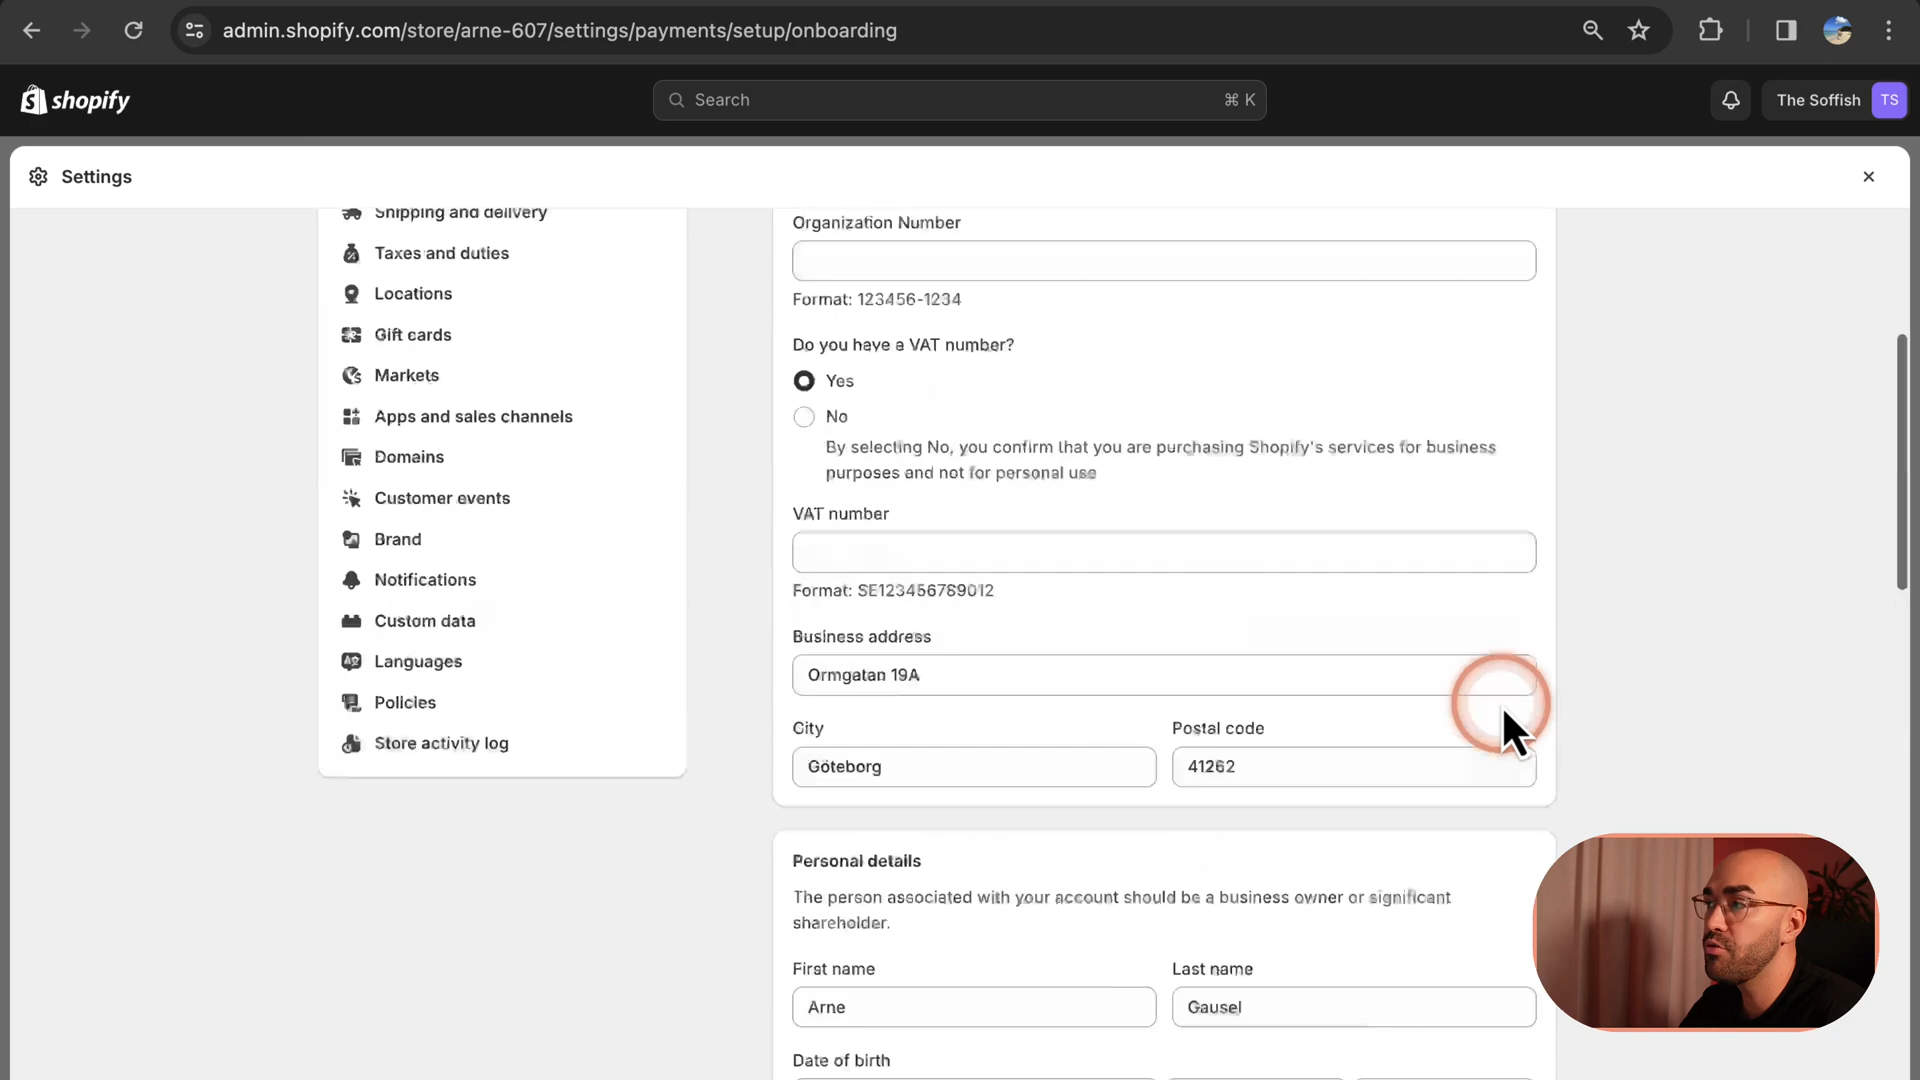 admin.shopify.com/store/arne-607/settings/payments/setup/onboarding
shopify
Search
⌘ K
The Soffish
TS
Settings
Shipping and delivery
Taxes and duties
Locations
Gift cards
Markets
Apps and sales channels
Domains
Customer events
Brand
Notifications
Custom data
Languages
Policies
Store activity log
Organization Number
Format: 123456-1234
Do you have a VAT number?
Yes
No
By selecting No, you confirm that you are purchasing Shopify's services for business
purposes and not for personal use
VAT number
Format: SE123456789012
Business address
Ormgatan 19A
City
Postal code
Göteborg
41262
Personal details
The person associated with your account should be a business owner or significant
shareholder.
First name
Last name
Arne
Gausel
Date of birth